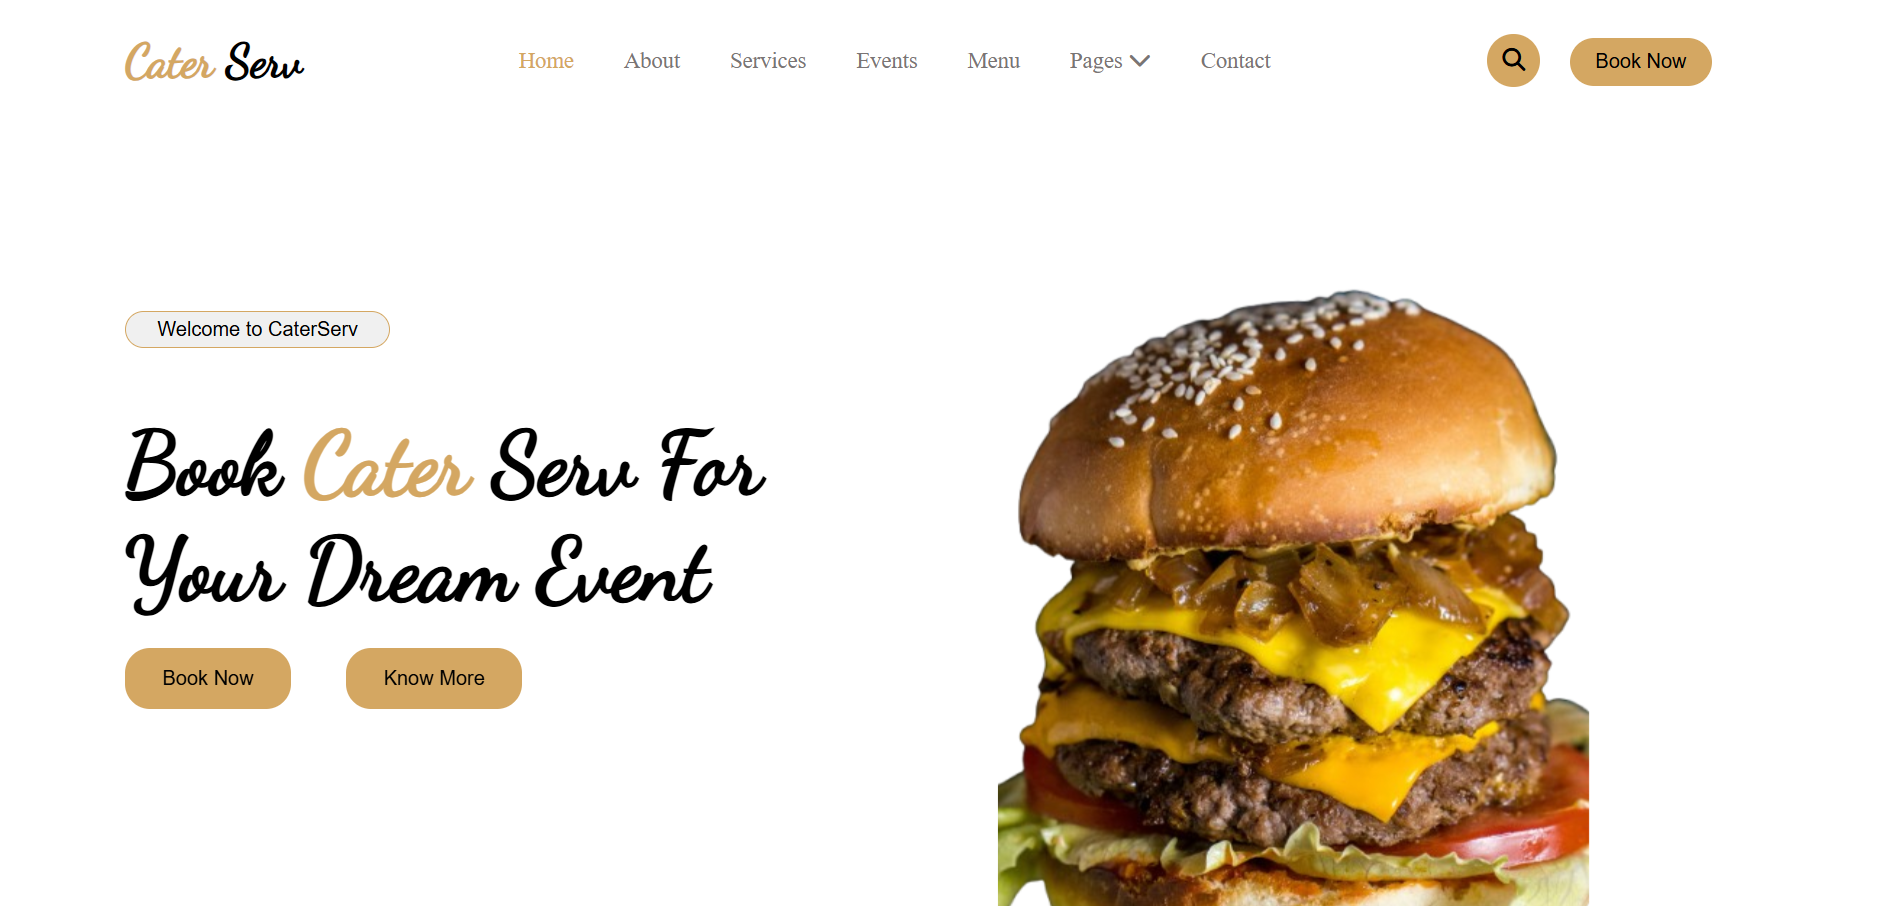 Cater Serv
Home About Services Events Menu Pages Contact
Book Now
Welcome to CaterServ
Book Cater Serv For
Your Dream Event
Book Now Know More